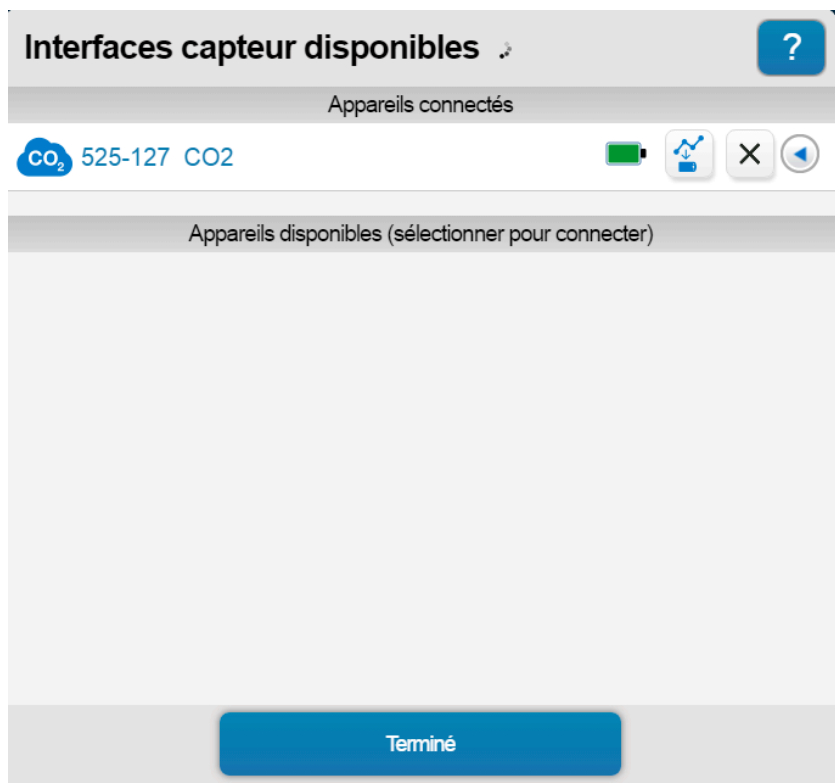 Interfaces capteur disponibles
?
Appareils connectés
CO2 525-127 CO2
Appareils disponibles (sélectionner pour connecter)
Terminé